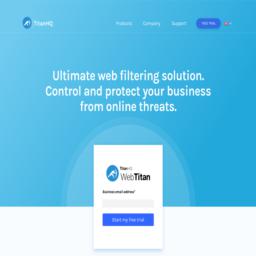 TitanHQ
Products
Company
Support
FREE TRIAL
Ultimate web filtering solution.
Control and protect your business
from online threats.
TitanHQ
WebTitan
Business email address*
Start my free trial